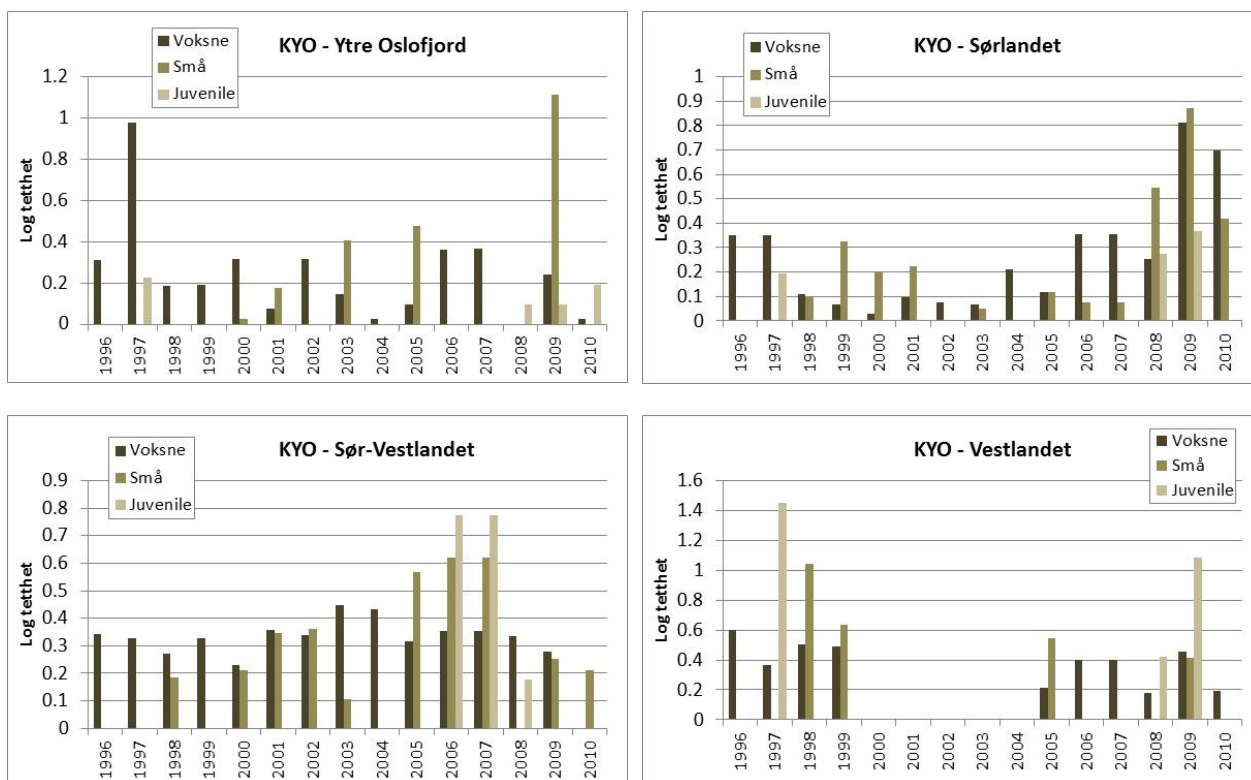 KYO - Ytre Oslofjord
Voksne
Små
Juvenile
Log tetthet
1.2
1
0.8
0.6
0.4
0.2
0
1996 1997 1998 1999 2000 2001 2002 2003 2004 2005 2006 2007 2008 2009 2010
KYO - Sørlandet
Voksne
Små
Juvenile
Log tetthet
1
0.9
0.8
0.7
0.6
0.5
0.4
0.3
0.2
0.1
0
1996 1997 1998 1999 2000 2001 2002 2003 2004 2005 2006 2007 2008 2009 2010
KYO - Sør-Vestlandet
Voksne
Små
Juvenile
Log tetthet
0.9
0.8
0.7
0.6
0.5
0.4
0.3
0.2
0.1
0
1996 1997 1998 1999 2000 2001 2002 2003 2004 2005 2006 2007 2008 2009 2010
KYO - Vestlandet
Voksne
Små
Juvenile
Log tetthet
1.6
1.4
1.2
1
0.8
0.6
0.4
0.2
0
1996 1997 1998 1999 2000 2001 2002 2003 2004 2005 2006 2007 2008 2009 2010